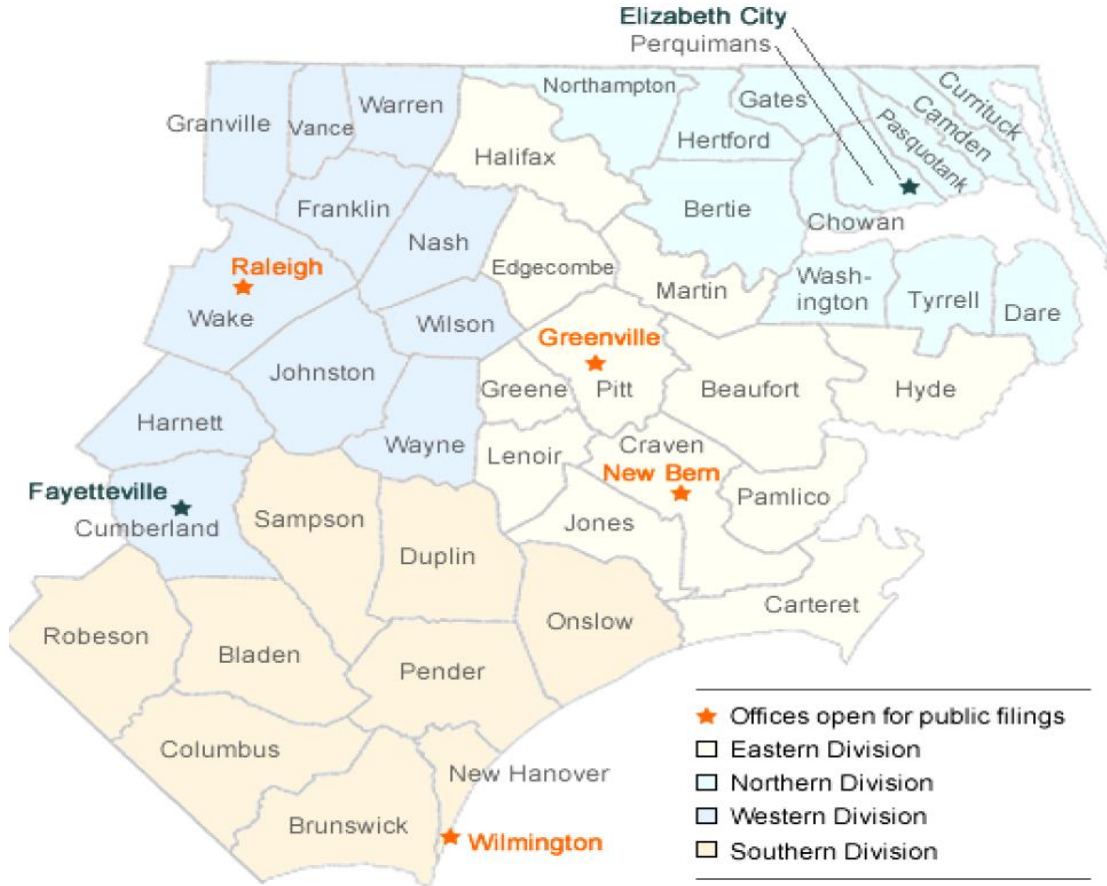 Elizabeth City
Perquimans
Northampton
Gates
Currituck
Camden
Pasquotank
Granville
Vance
Warren
Halifax
Hertford
Franklin
Nash
Bertie
Chowan
Raleigh
Wake
Edgecombe
Martin
Wash-
ington
Tyrrell
Dare
Wilson
Greenville
Pitt
Johnston
Greene
Beaufort
Hyde
Harnett
Wayne
Lenoir
Craven
New Bern
Pamlico
Fayetteville
Cumberland
Sampson
Duplin
Jones
Carteret
Robeson
Bladen
Onslow
Pender
Columbus
New Hanover
Brunswick
Wilmington
Offices open for public filings
Eastern Division
Northern Division
Western Division
Southern Division